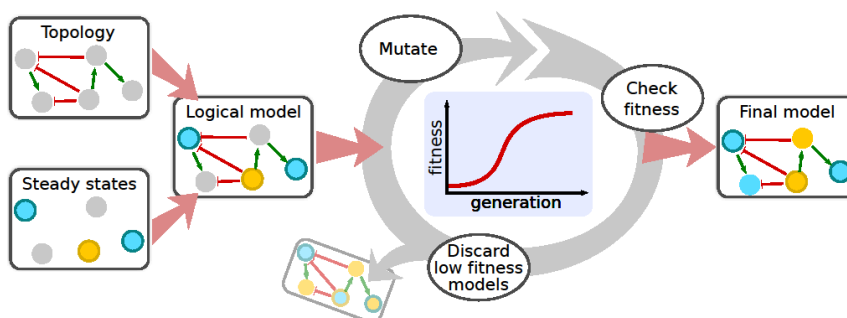 Topology
Steady states
Logical model
Mutate
fitness
generation
Check
fitness
Discard
low fitness
models
Final model